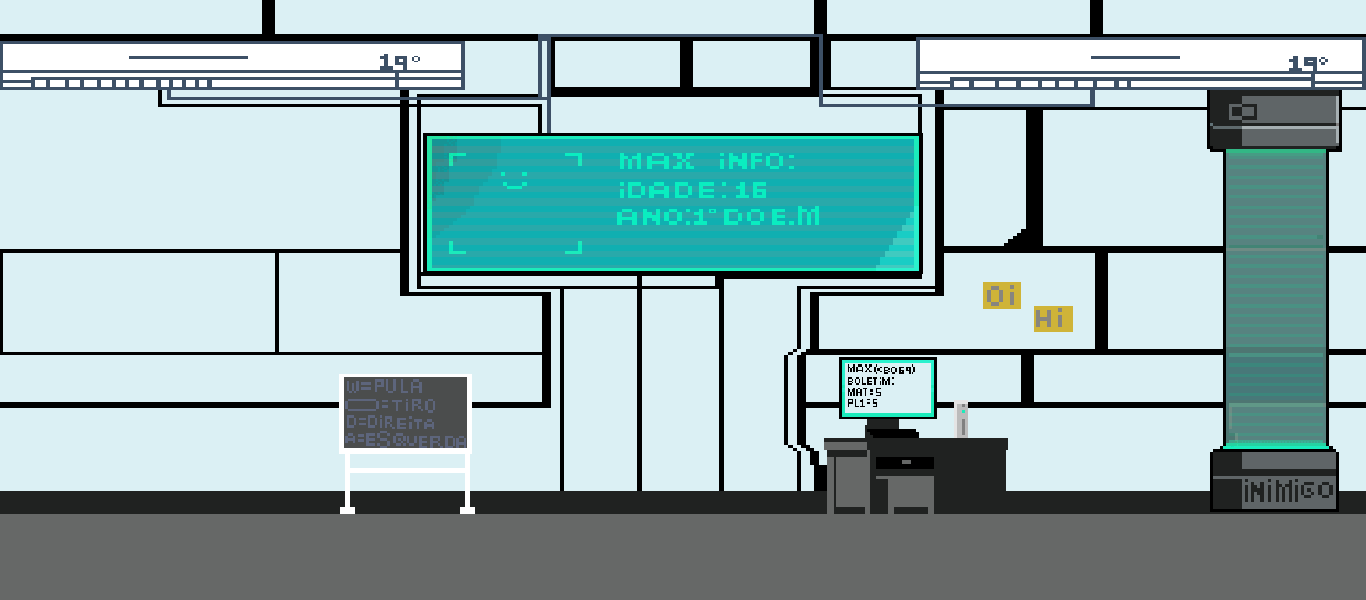 19°
19°
MAX INFO:
IDADE:16
ANO:1°DO E.M
Oi
Hi
MAX(<BO69)
BOLETIM:
MAT:5
PL1:5
W=PULA
=TIRO
D=DIREITA
A=ESQUERDA
INIMIGO